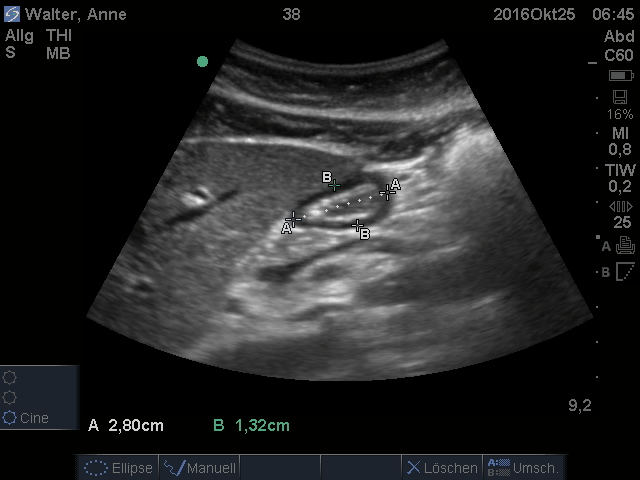 Walter, Anne 38 2016Okt25 06:45
Allg THI
S MB
Abd
C60
16%
MI
0,8
TIW
0,2
25
A
B
B
A
A
B
Cine
9,2
A 2,80cm B 1,32cm
Ellipse Manuell Löschen A: B: Umsch.